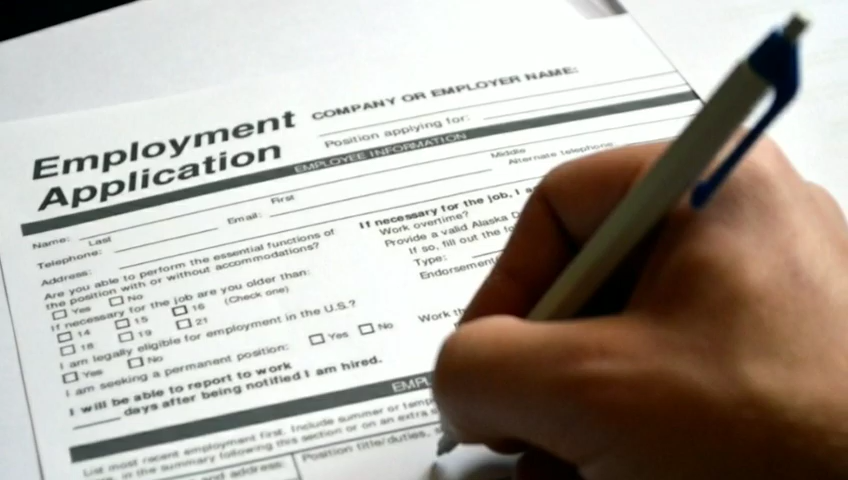 Employment
Application
COMPANY OR EMPLOYER NAME:
Position applying for:
EMPLOYEE INFORMATION
Name: Last First Middle
Telephone: Email: Alternate telephone
Address:
Are you able to perform the essential functions of
the position with or without accommodations?
Yes No
If necessary for the job are you older than:
14 15 16 (Check one)
18 19 21
I am legally eligible for employment in the U.S.?
Yes No
I am seeking a permanent position: Yes No
I will be able to report to work
days after being notified I am hired.
If necessary for the job, I a
Work overtime?
Provide a valid Alaska D
If so, fill out the fo
Type:
Endorsement
Work th
EMPL
List most recent employment first. Include summer or temp
in the summary following this section or on an extra s
and address:
Position title/duties, s